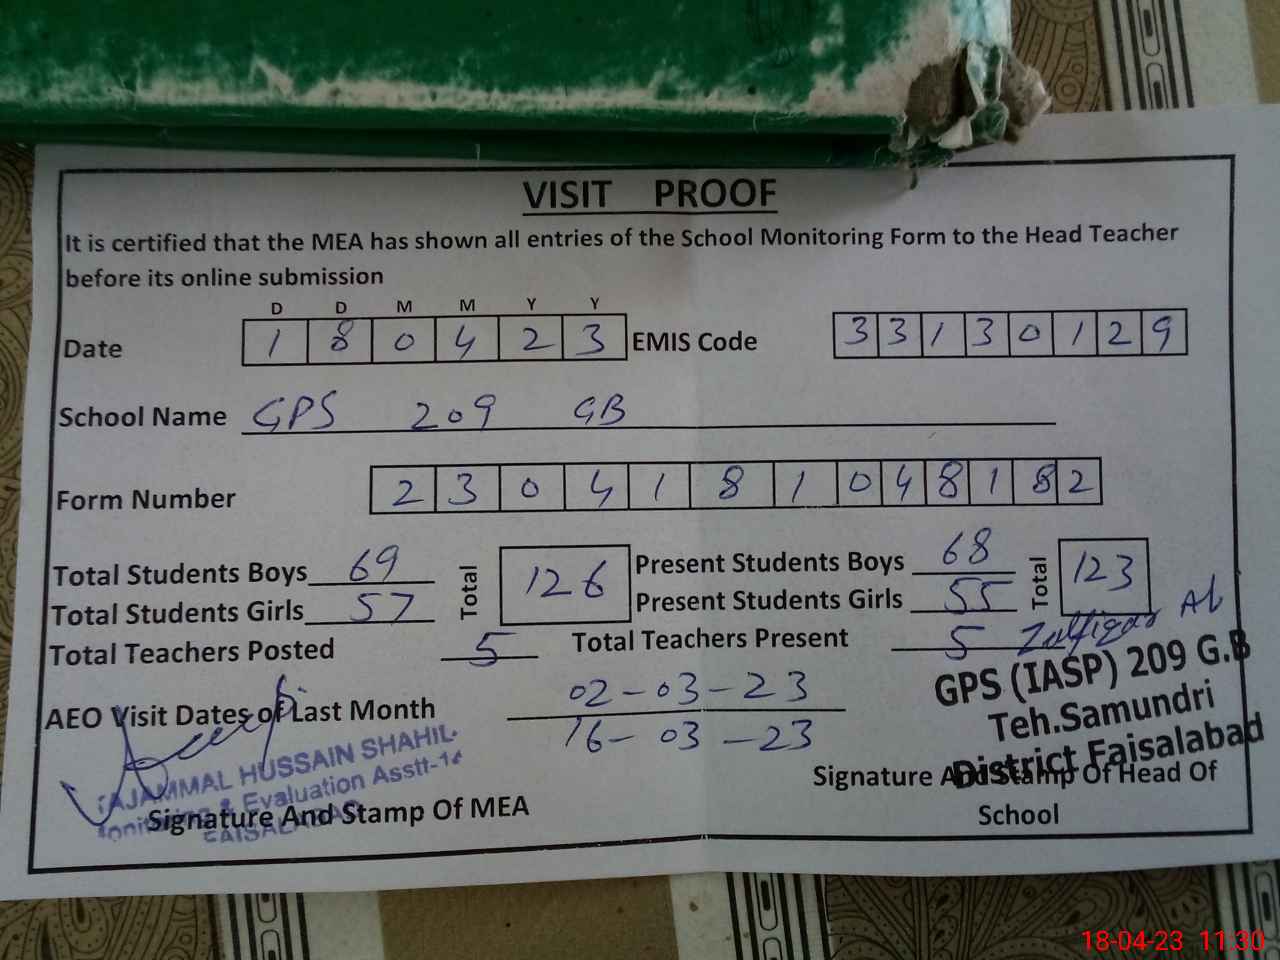 VISIT PROOF
It is certified that the MEA has shown all entries of the School Monitoring Form to the Head Teacher
before its online submission
D D M M Y Y
Date 1 8 0 4 2 3 EMIS Code 3 3 1 3 0 1 2 9
School Name GPS 209 GB
Form Number 2 3 0 4 1 8 1 0 4 8 1 8 2
Total Students Boys 69 Total 126 Present Students Boys 68 Total 123
Total Students Girls 57 Present Students Girls 55
Total Teachers Posted 5 Total Teachers Present 5 Zulfiqar Al
GPS (IASP) 209 G.B
Teh.Samundri
District Faisalabad
AEO Visit Dates of Last Month 02-03-23
16-03-23
TAJAMMAL HUSSAIN SHAHIL
Monitoring & Evaluation Asstt-14
FAISALABAD
Signature And Stamp Of MEA
Signature And Stamp Of Head Of
School
18-04-23 11:30